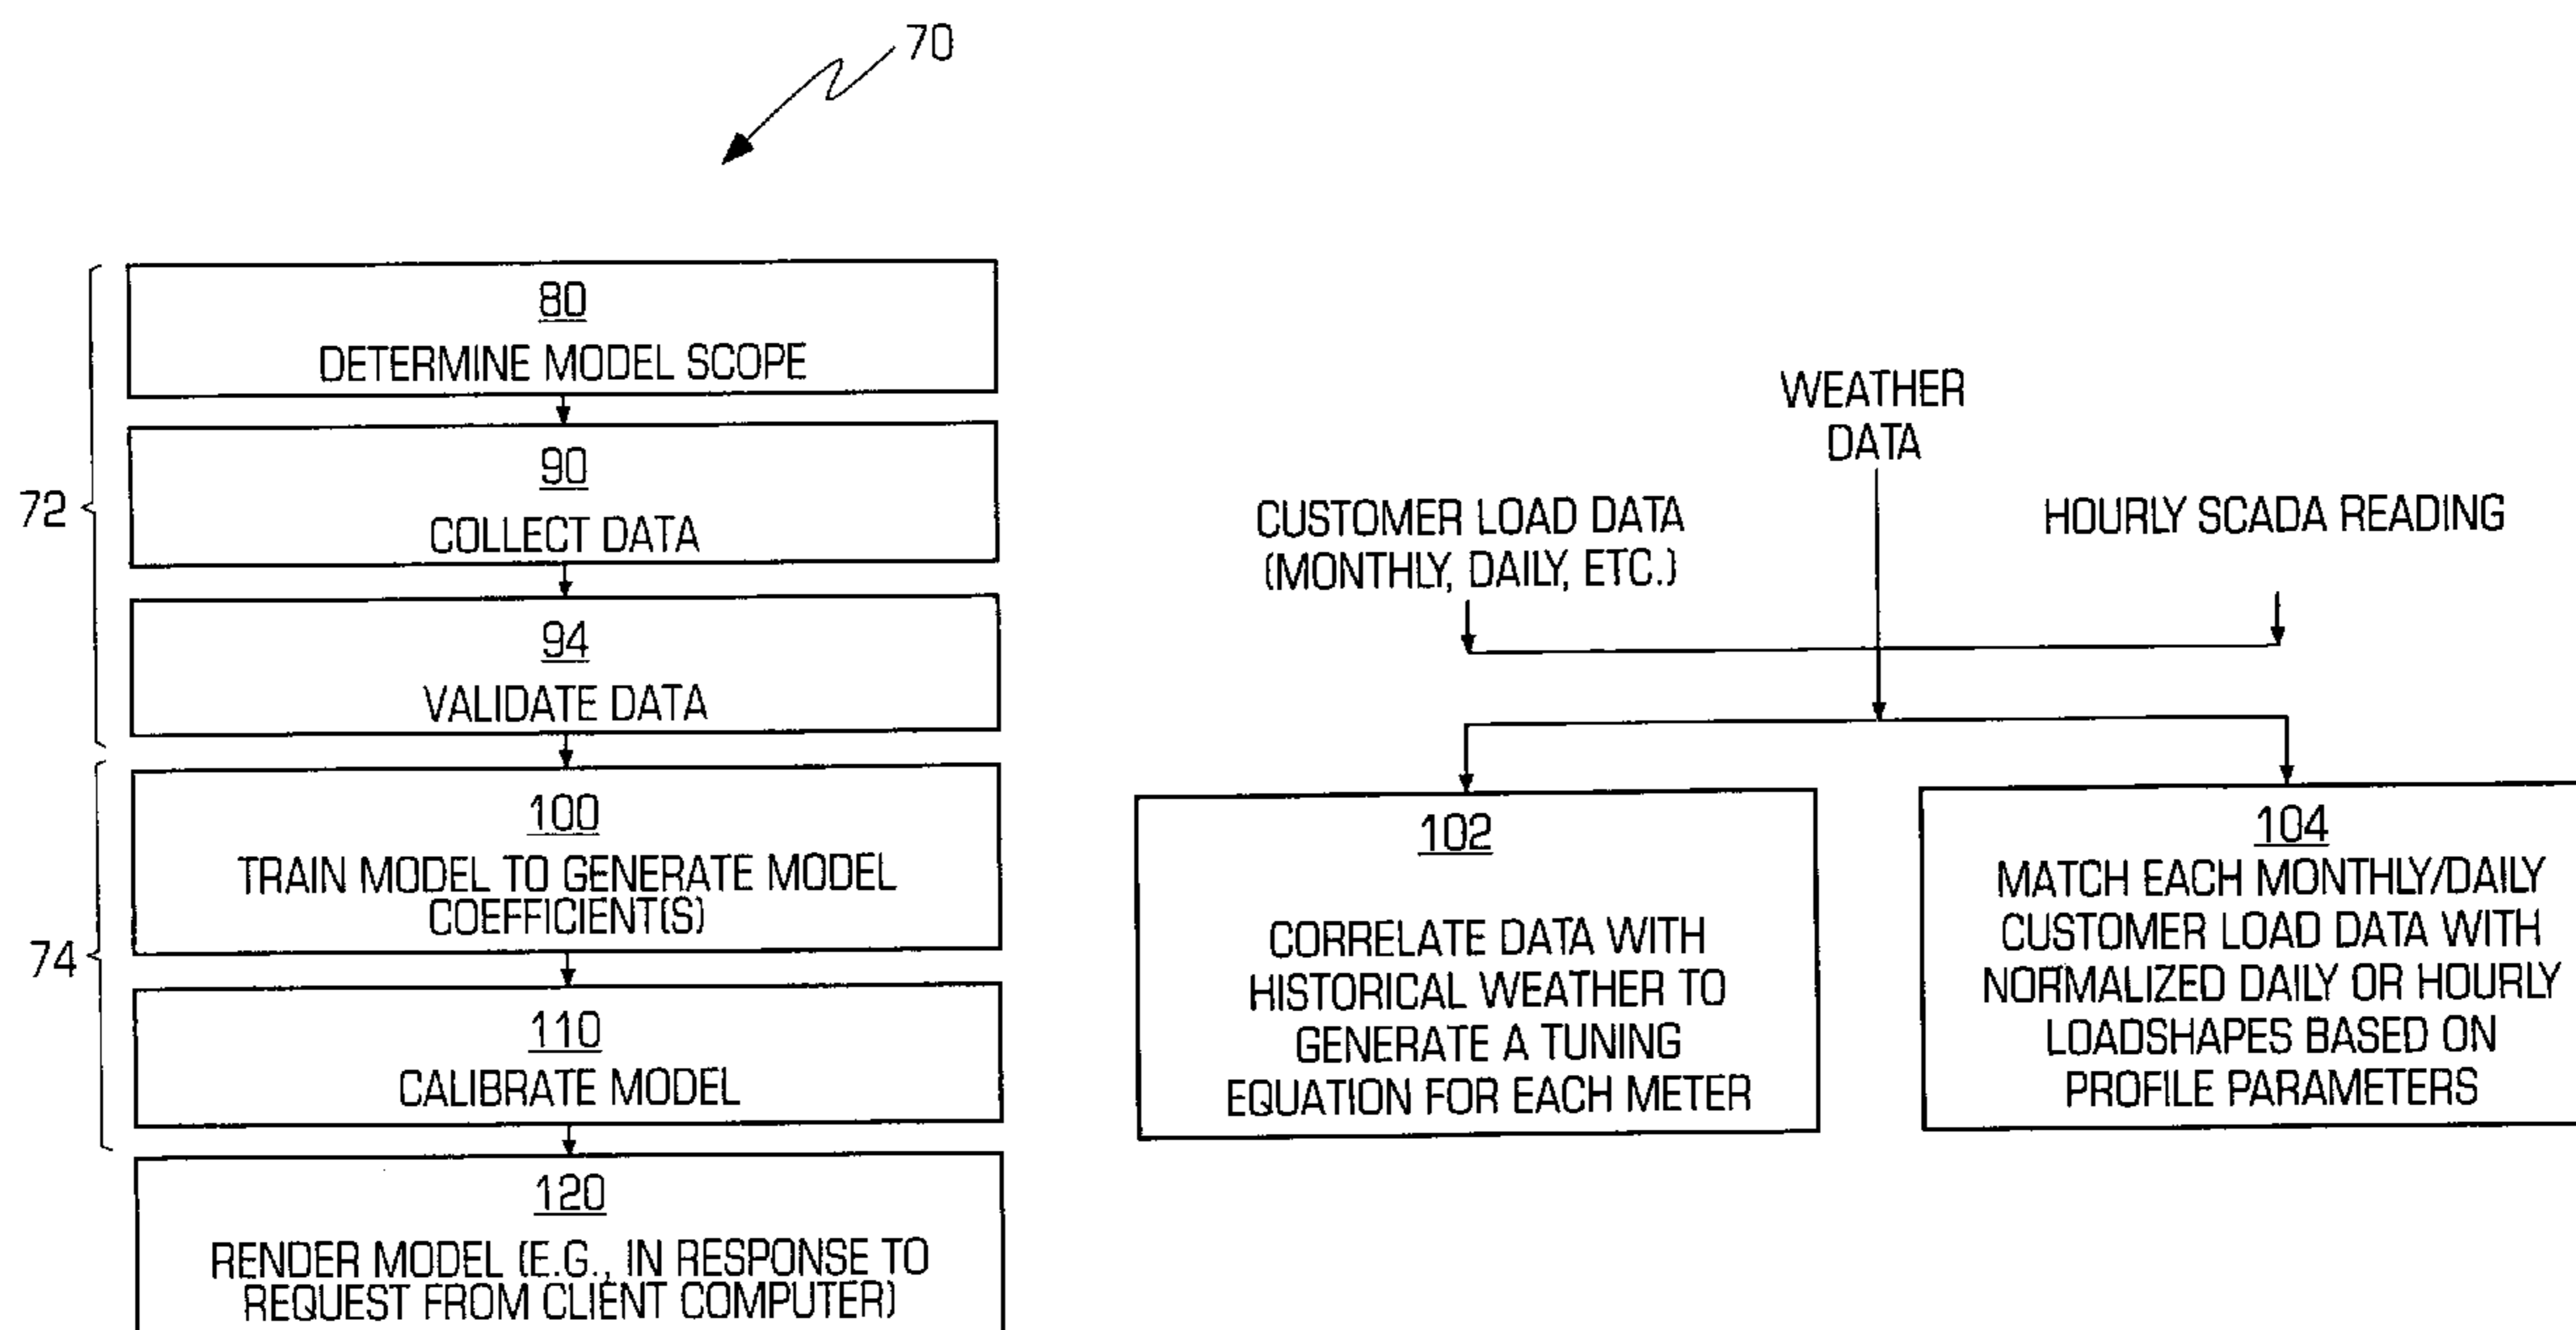 70
72
80
DETERMINE MODEL SCOPE
90
COLLECT DATA
94
VALIDATE DATA
74
100
TRAIN MODEL TO GENERATE MODEL
COEFFICIENT(S)
110
CALIBRATE MODEL
120
RENDER MODEL (E.G., IN RESPONSE TO
REQUEST FROM CLIENT COMPUTER)
WEATHER
DATA
CUSTOMER LOAD DATA
(MONTHLY, DAILY, ETC.)
HOURLY SCADA READING
102
CORRELATE DATA WITH
HISTORICAL WEATHER TO
GENERATE A TUNING
EQUATION FOR EACH METER
104
MATCH EACH MONTHLY/DAILY
CUSTOMER LOAD DATA WITH
NORMALIZED DAILY OR HOURLY
LOADSHAPES BASED ON
PROFILE PARAMETERS